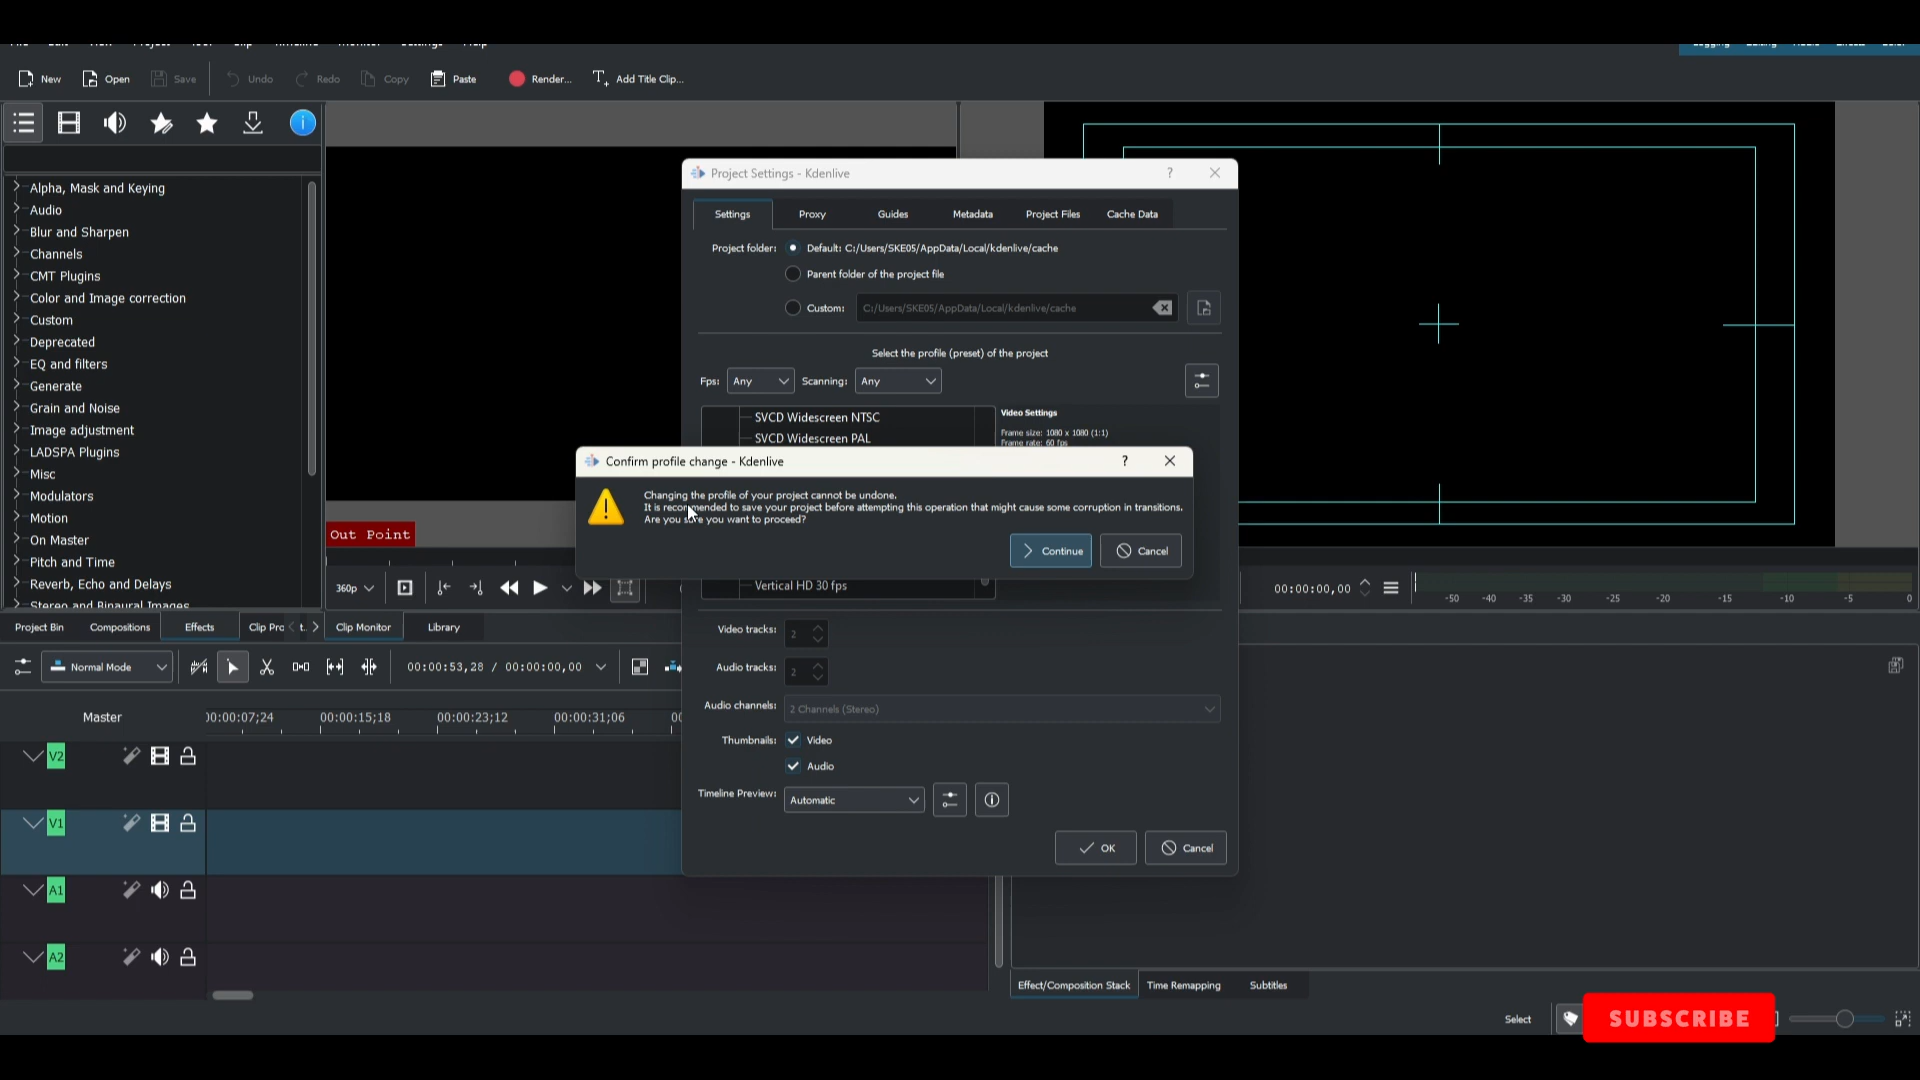 New Open Save Undo Redo Copy Paste Render... Add Title Clip...
Project Settings - Kdenlive ?
Alpha, Mask and Keying
Audio
Blur and Sharpen
Channels
CMT Plugins
Color and Image correction
Custom
Deprecated
EQ and filters
Generate
Grain and Noise
Image adjustment
LADSPA Plugins
Misc
Modulators
Motion
On Master
Pitch and Time
Reverb, Echo and Delays
Stereo and Binaural Images
Project Bin Compositions Effects Clip Pro t..
Out Point
360p
Clip Monitor Library
Settings Proxy Guides Metadata Project Files Cache Data
Project folder: Default: C:/Users/SKE05/AppData/Local/kdenlive/cache
Parent folder of the project file
Custom: C:/Users/SKE05/AppData/Local/kdenlive/cache
Select the profile (preset) of the project
Fps: Any Scanning: Any
SVCD Widescreen NTSC
SVCD Widescreen PAL
Video Settings
Frame size: 1080 x 1080 (1:1)
Frame rate: 60 fps
Confirm profile change - Kdenlive ?
Changing the profile of your project cannot be undone.
It is recommended to save your project before attempting this operation that might cause some corruption in transitions.
Are you sure you want to proceed?
Continue Cancel
Vertical HD 30 fps
Video tracks: 2
Audio tracks: 2
Audio channels: 2 Channels (Stereo)
Thumbnails: Video
Audio
Timeline Preview: Automatic
OK Cancel
00:00:00,00
-50 -40 -35 -30 -25 -20 -15 -10 -5 0
Normal Mode 00:00:53,28 / 00:00:00,00
Master 00:00:15;18 00:00:23;12 00:00:31;06
V2
V1
A1
A2
Effect/Composition Stack Time Remapping Subtitles
Select
SUBSCRIBE